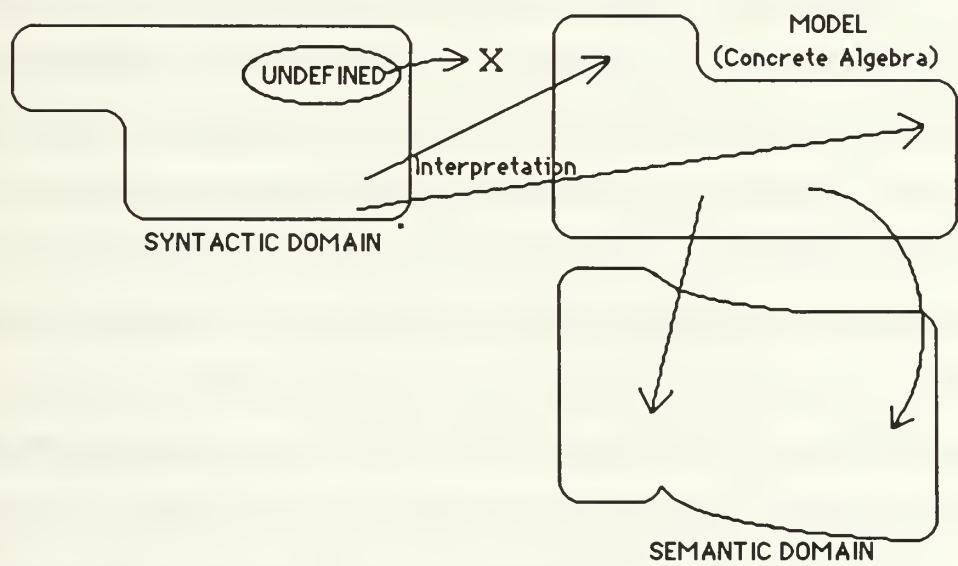 MODEL
(Concrete Algebra)
UNDEFINED
X
Interpretation
SYNTACTIC DOMAIN
SEMANTIC DOMAIN